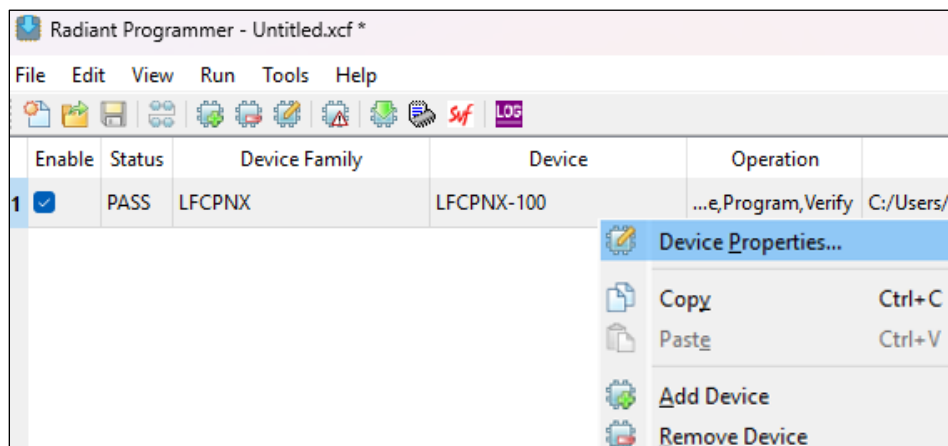 Radiant Programmer - Untitled.xcf *
File Edit View Run Tools Help
Svf LOG
Enable Status Device Family Device Operation
1 PASS LFCPNX LFCPNX-100 ...e,Program,Verify C:/Users/
Device Properties...
Copy Ctrl+C
Paste Ctrl+V
Add Device
Remove Device